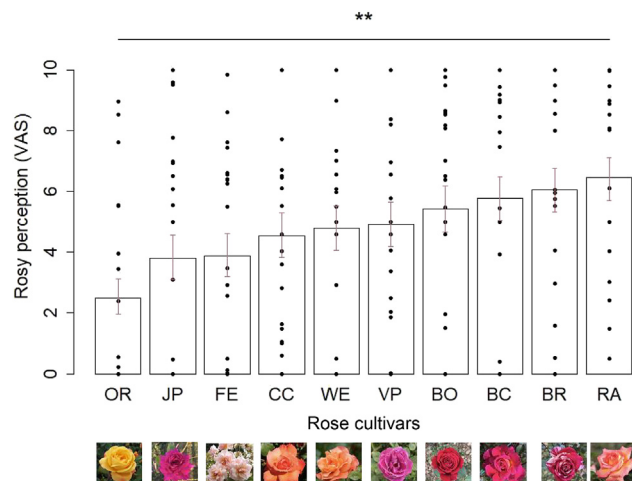 **
Rosy perception (VAS)
10
8
6
4
2
0
OR JP FE CC WE VP BO BC BR RA
Rose cultivars